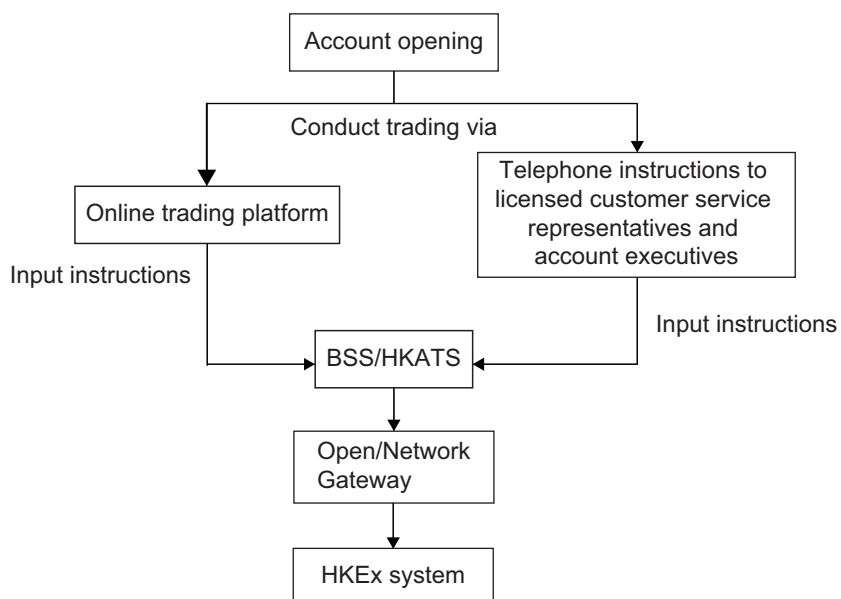 Account opening
Conduct trading via
Online trading platform
Telephone instructions to
licensed customer service
representatives and
account executives
Input instructions
Input instructions
BSS/HKATS
Open/Network
Gateway
HKEx system